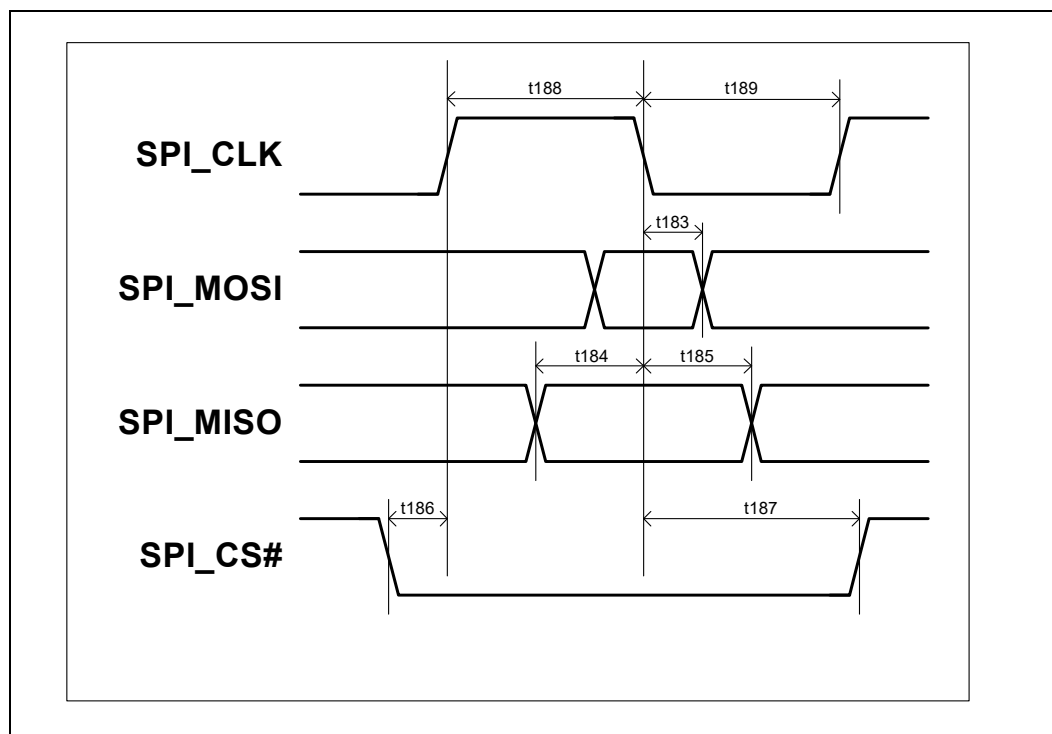 t188
t189
SPI_CLK
t183
SPI_MOSI
t184
t185
SPI_MISO
t186
t187
SPI_CS#